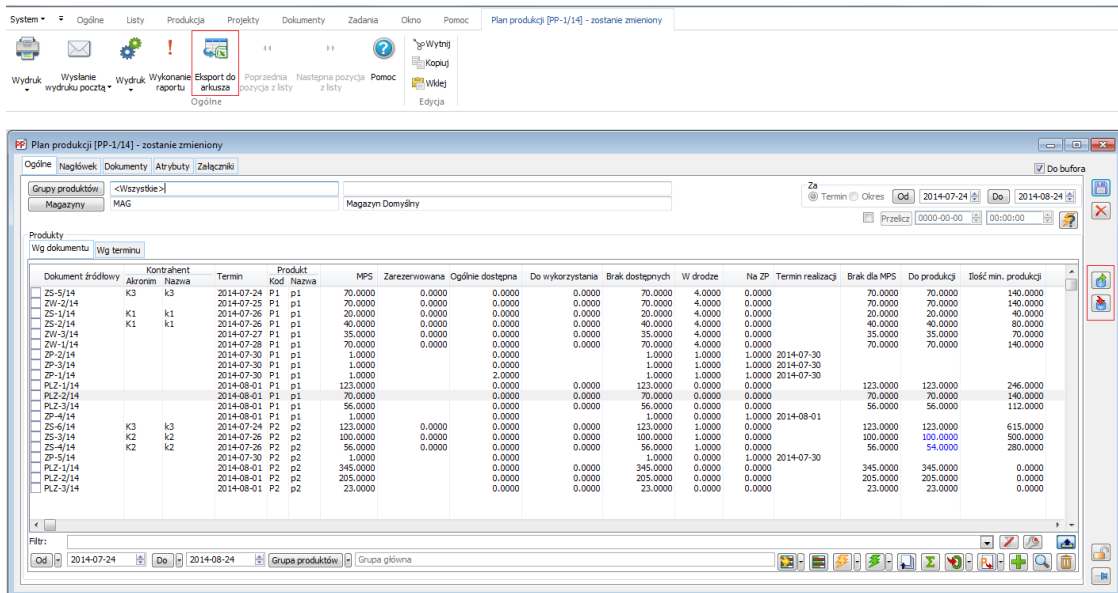 System Ogólne Listy Produkcja Projekty Dokumenty Zadania Okno Pomoc Plan produkcji [PP-1/14] - zostanie zmieniony
Wydruk Wysłanie wydruku pocztą Wydruk Wykonanie raportu Eksport do arkusza Poprzednia pozycja z listy Następna pozycja z listy Pomoc
Wytnij
Kopiuj
Wklej
Ogólne Edycja
PP Plan produkcji [PP-1/14] - zostanie zmieniony
Ogólne Nagłówek Dokumenty Atrybuty Załączniki Do bufora
Grupy produktów <Wszystkie> Za Termin Okres Od 2014-07-24 Do 2014-08-24
Magazyny MAG Magazyn Domyślny
Przelicz 0000-00-00 00:00:00
Produkty
Wg dokumentu Wg terminu
Dokument źródłowy Kontrahent Akronim Nazwa Termin Produkt Kod Nazwa MPS Zarezerwowana Ogólnie dostępna Do wykorzystania Brak dostępnych W drodze Na ZP Termin realizacji Brak dla MPS Do produkcji Ilość min. produkcji
ZS-5/14 K3 k3 2014-07-24 P1 p1 70.0000 0.0000 0.0000 0.0000 70.0000 4.0000 0.0000 70.0000 70.0000 140.0000
ZW-2/14 2014-07-25 P1 p1 70.0000 0.0000 0.0000 0.0000 70.0000 4.0000 0.0000 70.0000 70.0000 140.0000
ZS-1/14 K1 k1 2014-07-26 P1 p1 20.0000 0.0000 0.0000 0.0000 20.0000 4.0000 0.0000 20.0000 20.0000 40.0000
ZS-2/14 K1 k1 2014-07-26 P1 p1 40.0000 0.0000 0.0000 0.0000 40.0000 4.0000 0.0000 40.0000 40.0000 80.0000
ZW-3/14 2014-07-27 P1 p1 35.0000 0.0000 0.0000 0.0000 35.0000 4.0000 0.0000 35.0000 35.0000 70.0000
ZW-1/14 2014-07-28 P1 p1 70.0000 0.0000 0.0000 0.0000 70.0000 4.0000 0.0000 70.0000 70.0000 140.0000
ZP-2/14 2014-07-30 P1 p1 1.0000 0.0000 1.0000 1.0000 1.0000 2014-07-30
ZP-3/14 2014-07-30 P1 p1 1.0000 0.0000 1.0000 1.0000 1.0000 2014-07-30
ZP-1/14 2014-07-30 P1 p1 1.0000 2.0000 1.0000 1.0000 1.0000 2014-07-30
PLZ-1/14 2014-08-01 P1 p1 123.0000 0.0000 0.0000 123.0000 0.0000 0.0000 123.0000 123.0000 246.0000
PLZ-2/14 2014-08-01 P1 p1 70.0000 0.0000 0.0000 70.0000 0.0000 0.0000 70.0000 70.0000 140.0000
PLZ-3/14 2014-08-01 P1 p1 56.0000 0.0000 0.0000 56.0000 0.0000 0.0000 56.0000 56.0000 112.0000
ZP-4/14 2014-08-01 P1 p1 1.0000 0.0000 1.0000 0.0000 1.0000 2014-08-01
ZS-6/14 K3 k3 2014-07-24 P2 p2 123.0000 0.0000 0.0000 0.0000 123.0000 1.0000 0.0000 123.0000 123.0000 615.0000
ZS-3/14 K2 k2 2014-07-26 P2 p2 100.0000 0.0000 0.0000 0.0000 100.0000 1.0000 0.0000 100.0000 100.0000 500.0000
ZS-4/14 K2 k2 2014-07-26 P2 p2 56.0000 0.0000 0.0000 0.0000 56.0000 1.0000 0.0000 56.0000 54.0000 280.0000
ZP-5/14 2014-07-30 P2 p2 1.0000 0.0000 1.0000 0.0000 1.0000 2014-07-30
PLZ-1/14 2014-08-01 P2 p2 345.0000 0.0000 0.0000 345.0000 0.0000 0.0000 345.0000 345.0000 0.0000
PLZ-2/14 2014-08-01 P2 p2 205.0000 0.0000 0.0000 205.0000 0.0000 0.0000 205.0000 205.0000 0.0000
PLZ-3/14 2014-08-01 P2 p2 23.0000 0.0000 0.0000 23.0000 0.0000 0.0000 23.0000 23.0000 0.0000
Filtr:
Od 2014-07-24 Do 2014-08-24 Grupa produktów Grupa główna